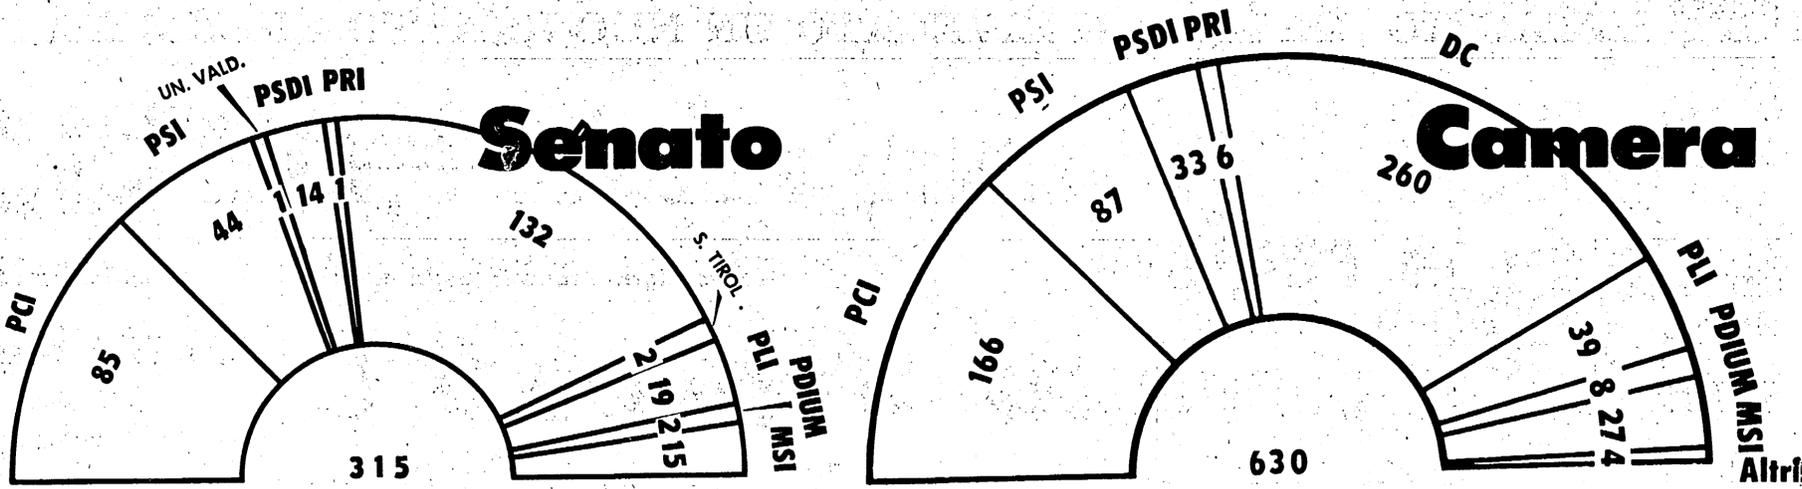 Senato
PCI
85
PSI
44
UN. VALD.
1
PSDI
14
PRI
1
132
S. TIROL.
2
PLI
19
PDIUM
2
MSI
15
315
Camera
PCI
166
PSI
87
PSDI
33
PRI
6
DC
260
PLI
39
PDIUM
8
MSI
27
Altri
4
630